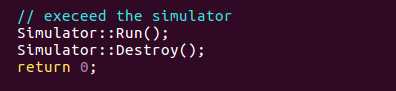 // execeed the simulator
Simulator::Run();
Simulator::Destroy();
return 0;